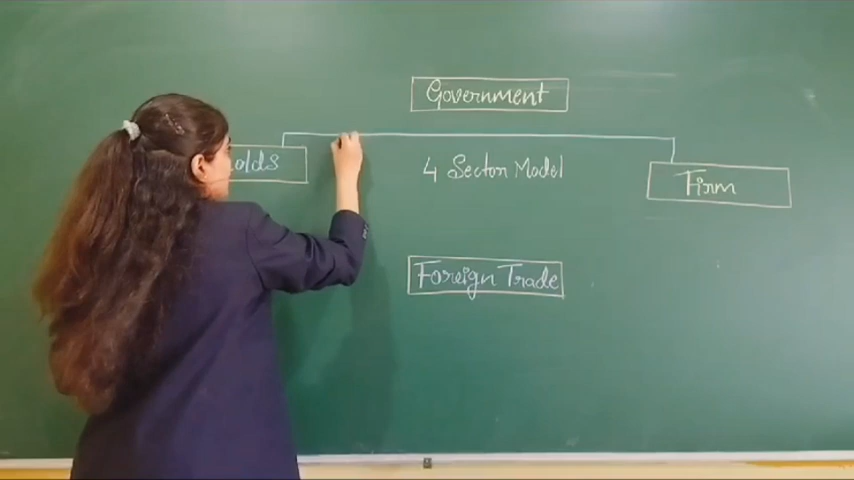 Government
olds
4 Sector Model
Firm
Foreign Trade